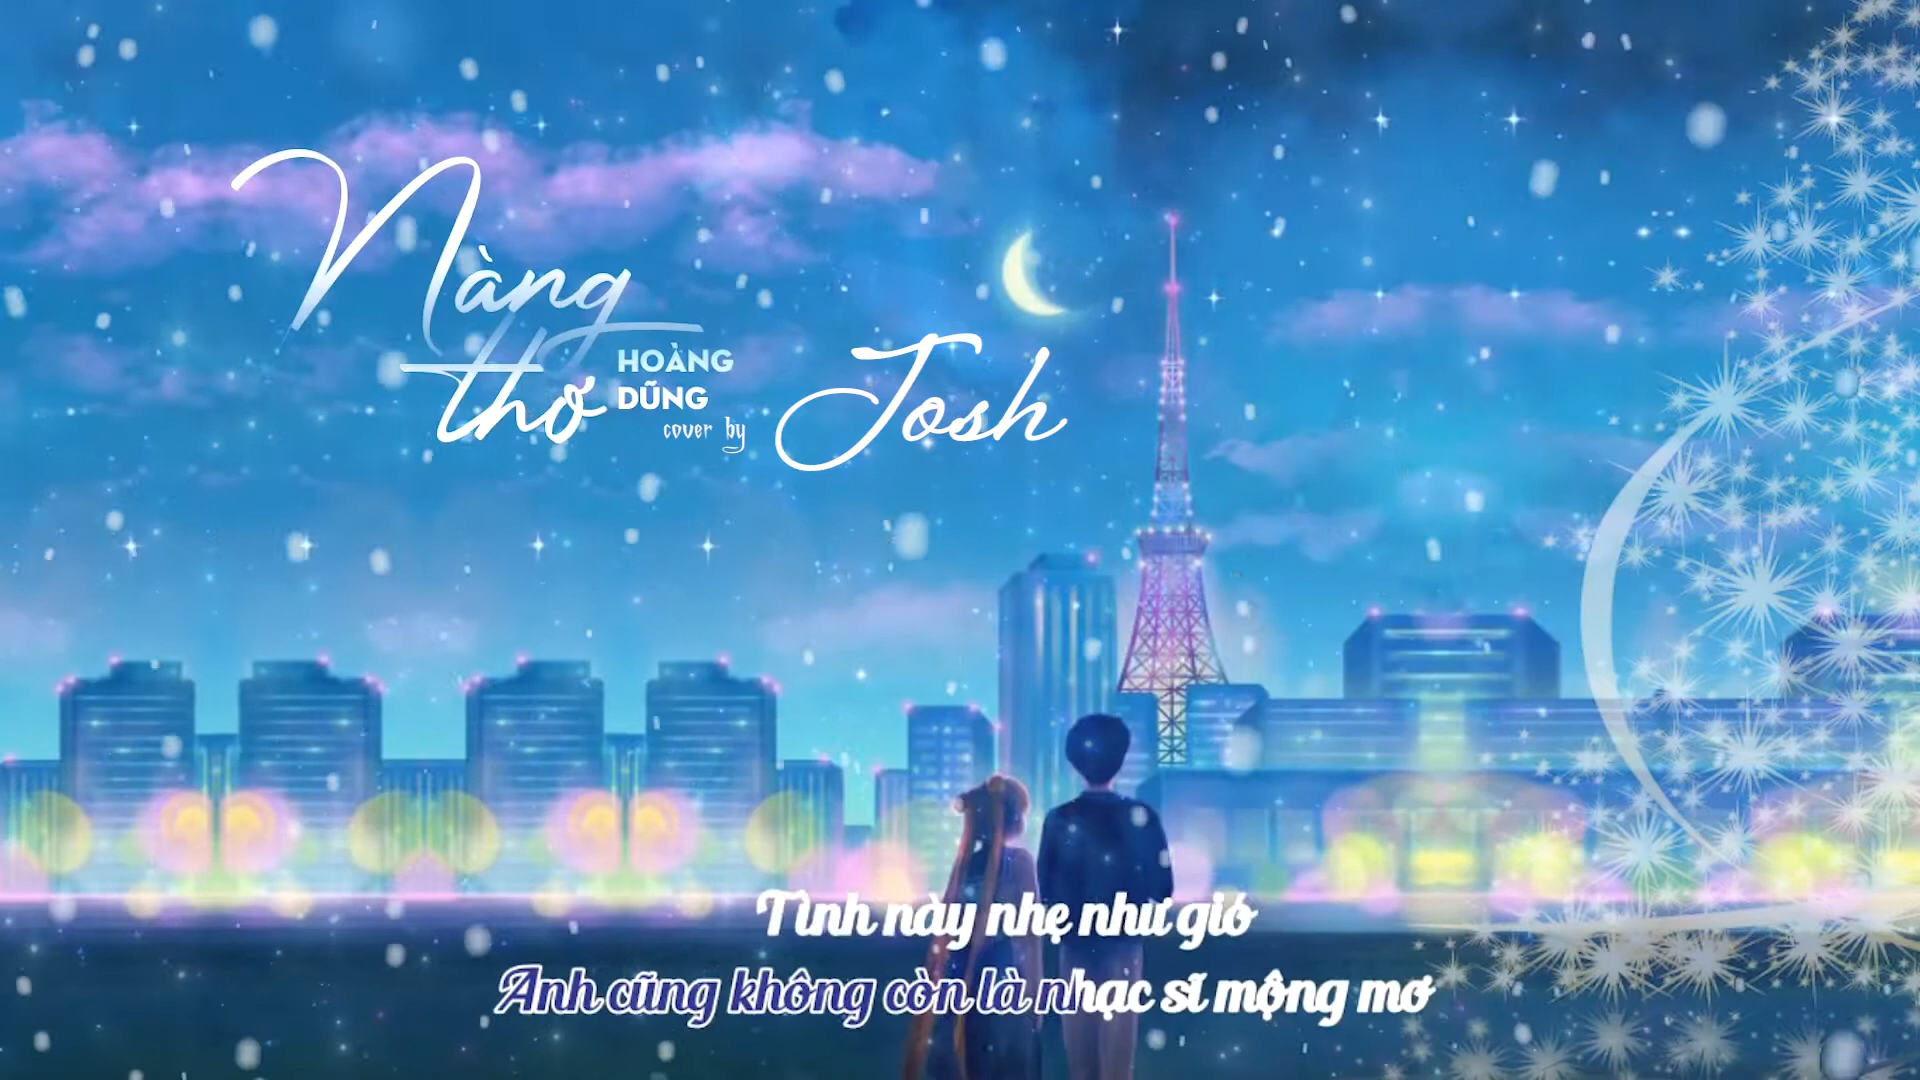 Nàng
thơ
HOÀNG
DŨNG
cover by Josh
Tình này nhẹ như gió
Anh cũng không còn là nhạc sĩ mộng mơ